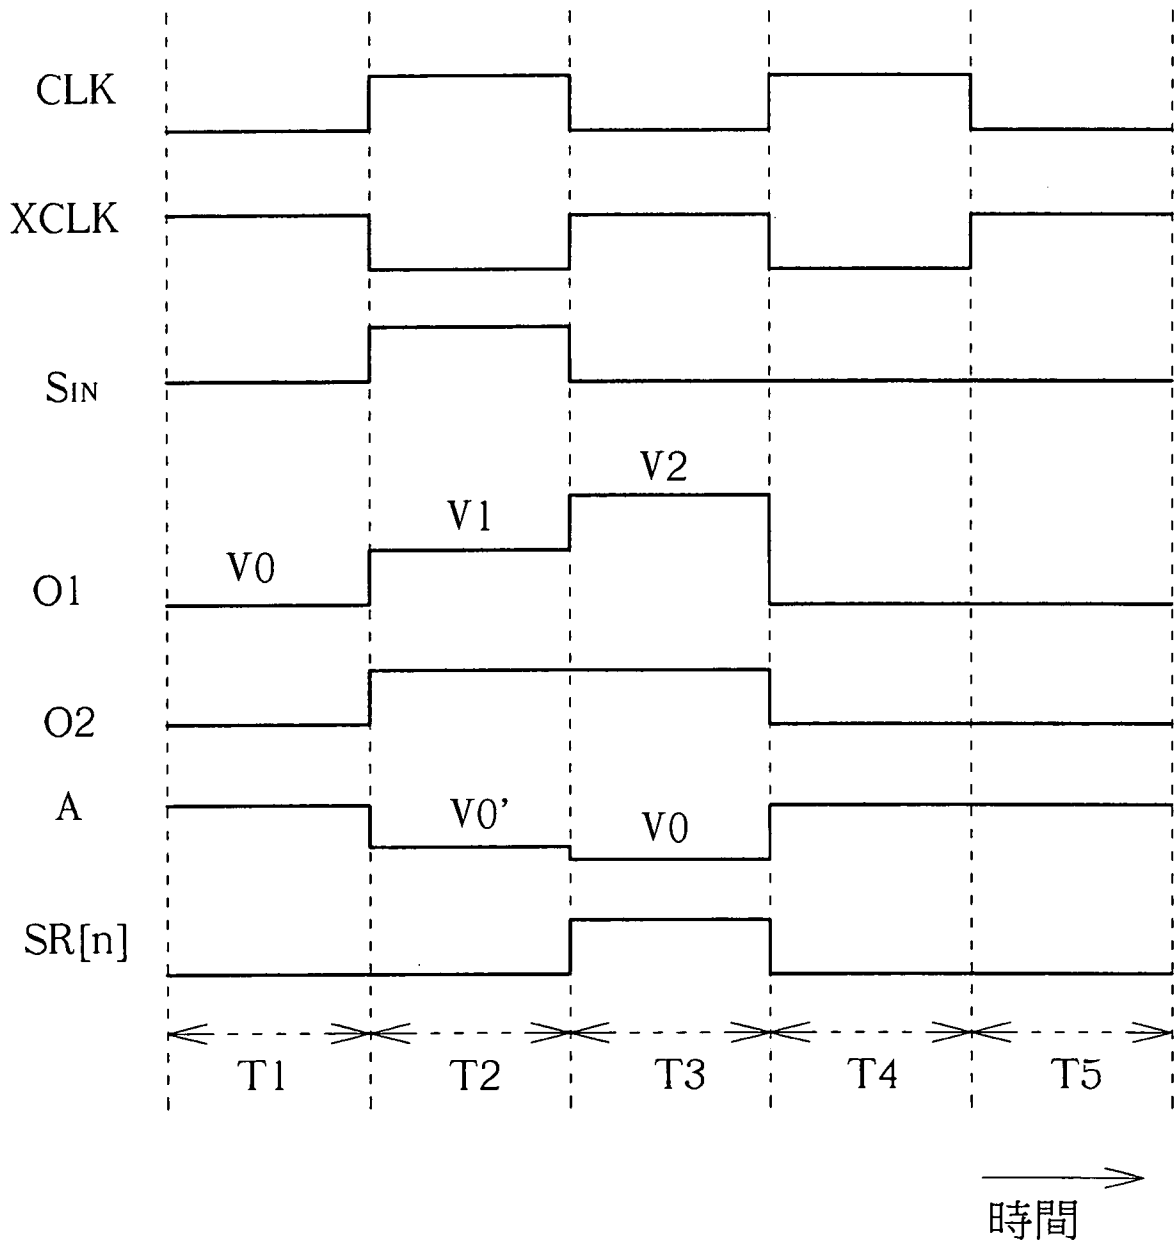 CLK
XCLK
SIN
V2
V1
V0
O1
O2
A
V0'
V0
SR[n]
T1 T2 T3 T4 T5
時間